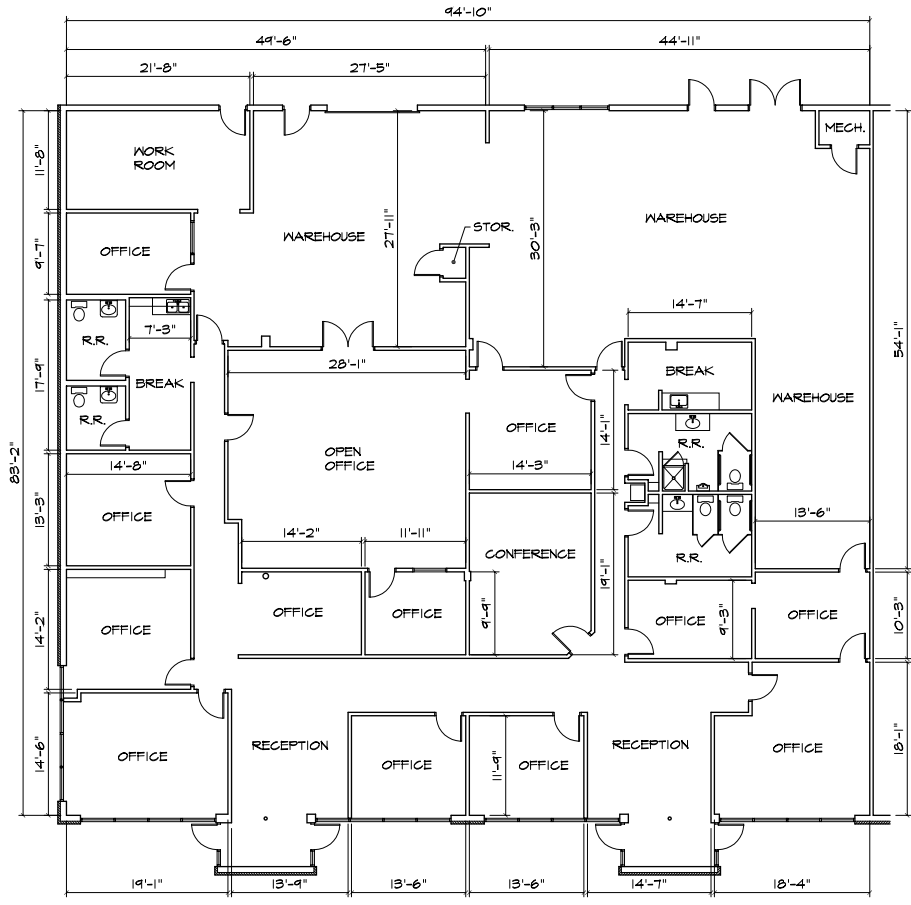 94'-10"
49'-6"
44'-11"
21'-8"
27'-5"
MECH.
WORK
ROOM
11'-8"
27'-11"
30'-3"
STOR.
WAREHOUSE
WAREHOUSE
9'-7"
OFFICE
14'-7"
54'-1"
7'-3"
R.R.
17'-9"
28'-1"
BREAK
BREAK
WAREHOUSE
R.R.
OFFICE
14'-1"
R.R.
83'-2"
OPEN
OFFICE
14'-8"
14'-3"
13'-3"
OFFICE
13'-6"
14'-2"
11'-11"
CONFERENCE
R.R.
19'-1"
14'-2"
OFFICE
OFFICE
OFFICE
9'-9"
OFFICE
9'-3"
OFFICE
10'-3"
14'-6"
OFFICE
RECEPTION
OFFICE
11'-9"
OFFICE
RECEPTION
OFFICE
18'-1"
19'-1"
13'-9"
13'-6"
13'-6"
14'-7"
18'-4"